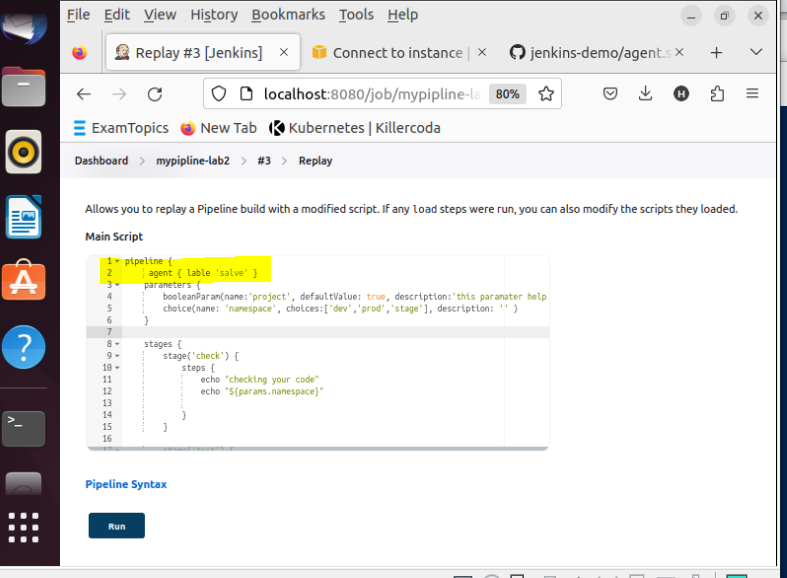 File Edit View History Bookmarks Tools Help
Replay #3 [Jenkins]
Connect to instance |
jenkins-demo/agent.s
localhost:8080/job/mypipline-la
80%
ExamTopics
New Tab
Kubernetes | Killercoda
Dashboard > mypipline-lab2 > #3 > Replay
Allows you to replay a Pipeline build with a modified script. If any load steps were run, you can also modify the scripts they loaded.
Main Script
1 pipeline {
2 agent { lable 'salve' }
3 parameters {
4 booleanParam(name:'project', defaultValue: true, description:'this paramater help
5 choice(name: 'namespace', choices:['dev','prod','stage'], description: '' )
6 }
7
8 stages {
9 stage('check') {
10 steps {
11 echo "checking your code"
12 echo "${params.namespace}"
13
14 }
15 }
16
17 stage('test') {
Pipeline Syntax
Run